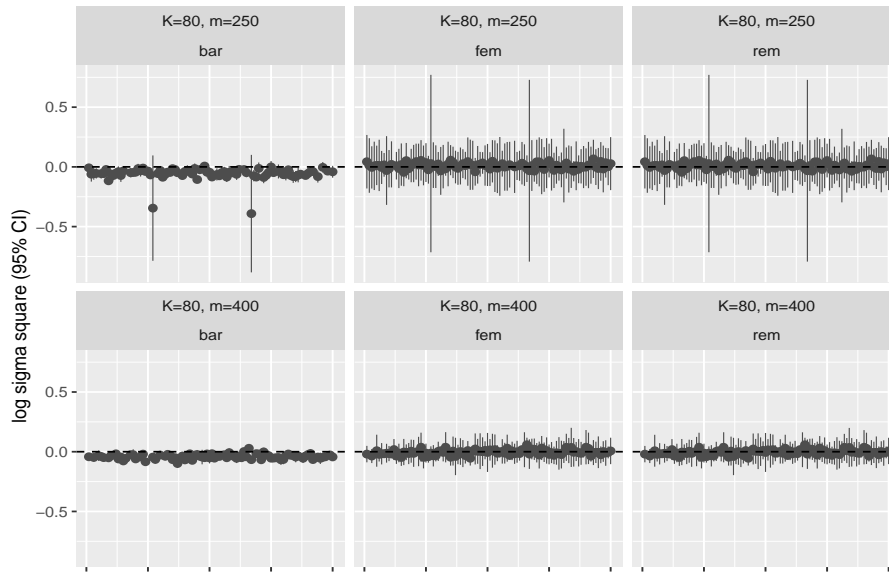 K=80, m=250
K=80, m=250
K=80, m=250
bar
fem
rem
0.5
0.0
−0.5
log sigma square (95% CI)
K=80, m=400
K=80, m=400
K=80, m=400
bar
fem
rem
0.5
0.0
−0.5